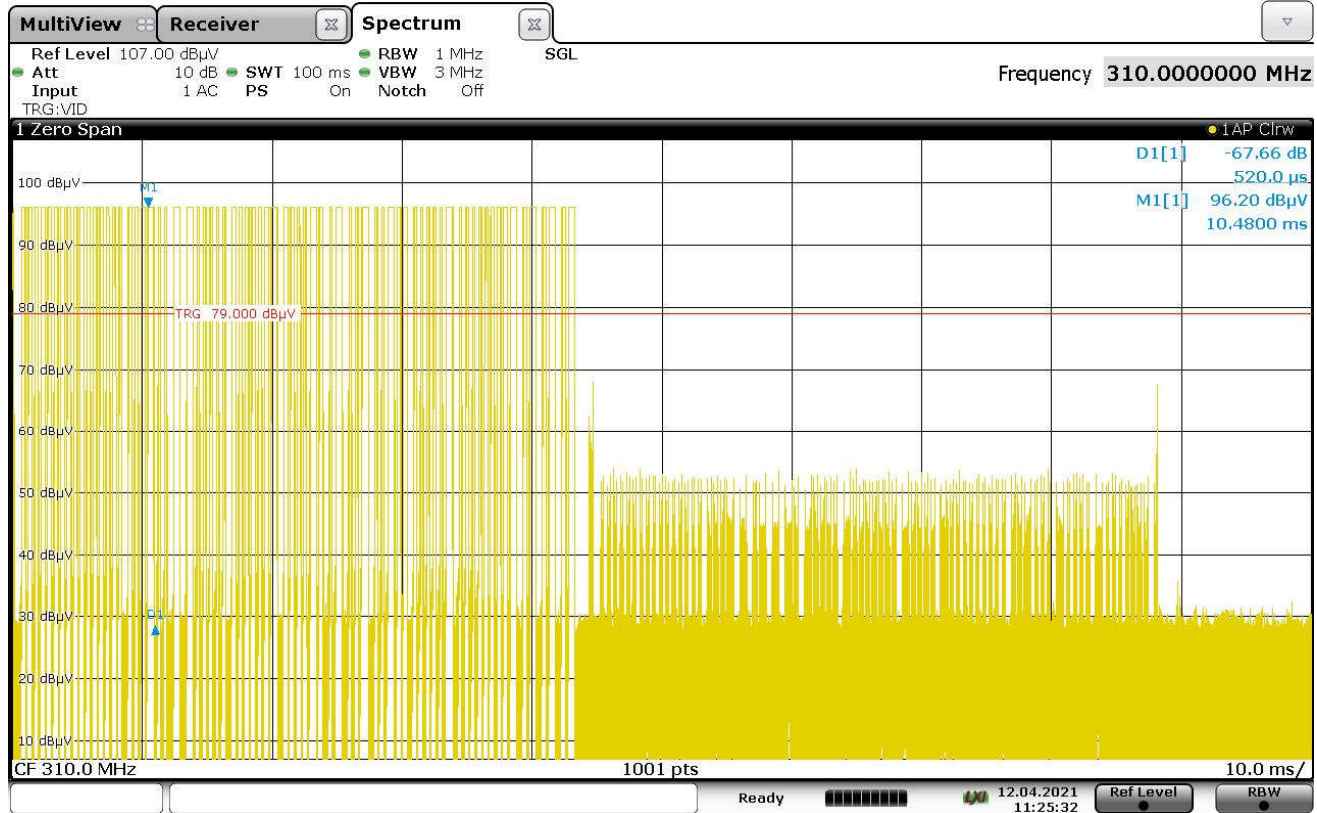 MultiView Receiver Spectrum
Ref Level 107.00 dBµV RBW 1 MHz SGL
Att 10 dB SWT 100 ms VBW 3 MHz Frequency 310.0000000 MHz
Input 1 AC PS On Notch Off
TRG:VID
1 Zero Span 1AP Clrw
D1[1] -67.66 dB
520.0 µs
M1[1] 96.20 dBµV
10.4800 ms
100 dBµV
M1
90 dBµV
80 dBµV
TRG 79.000 dBµV
70 dBµV
60 dBµV
50 dBµV
40 dBµV
30 dBµV
D1
20 dBµV
10 dBµV
CF 310.0 MHz 1001 pts 10.0 ms/
Ready LXI 12.04.2021 Ref Level RBW
11:25:32